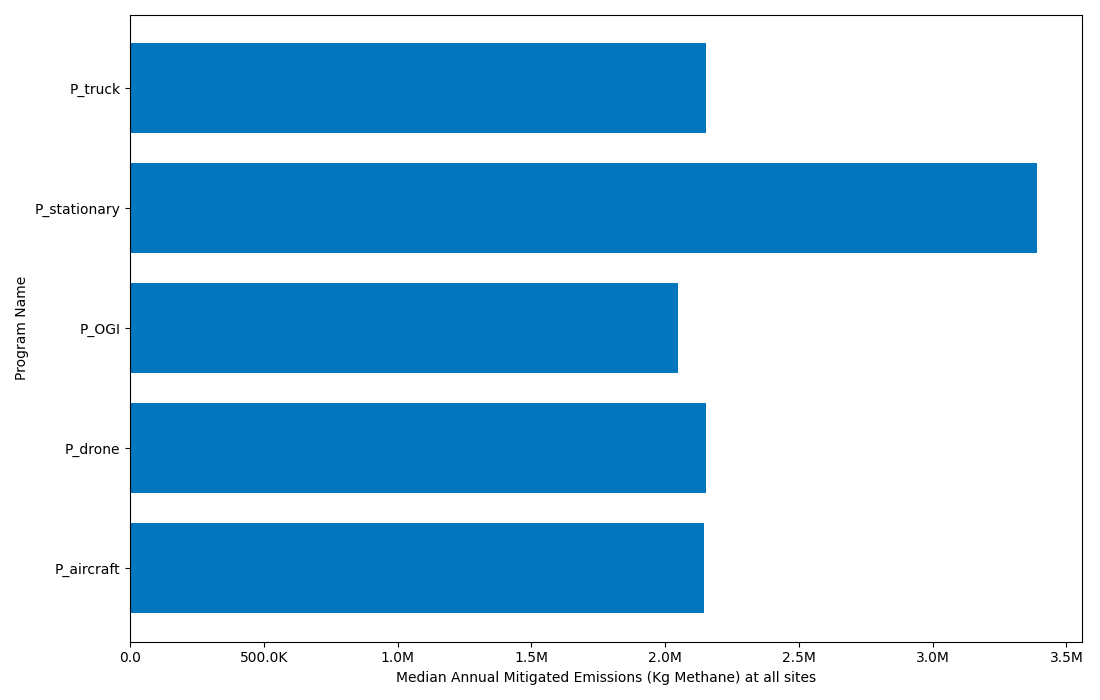 Program Name
P_truck
P_stationary
P_OGI
P_drone
P_aircraft
0.0 500.0K 1.0M 1.5M 2.0M 2.5M 3.0M 3.5M
Median Annual Mitigated Emissions (Kg Methane) at all sites